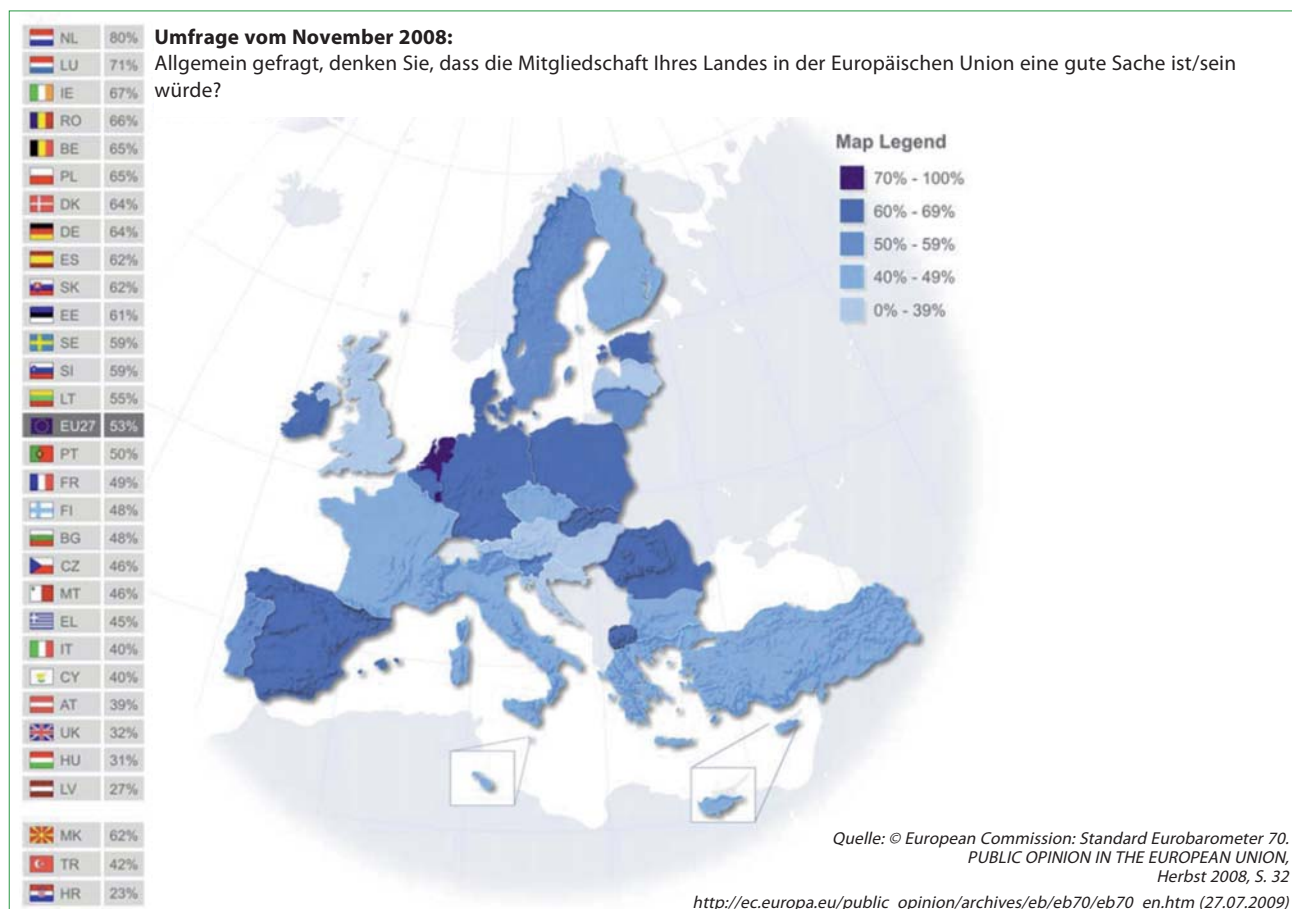 Umfrage vom November 2008:
Allgemein gefragt, denken Sie, dass die Mitgliedschaft Ihres Landes in der Europäischen Union eine gute Sache ist/sein
würde?
NL 80%
LU 71%
IE 67%
RO 66%
BE 65%
PL 65%
DK 64%
DE 64%
ES 62%
SK 62%
EE 61%
SE 59%
SI 59%
LT 55%
EU27 53%
PT 50%
FR 49%
FI 48%
BG 48%
CZ 46%
MT 46%
EL 45%
IT 40%
CY 40%
AT 39%
UK 32%
HU 31%
LV 27%
MK 62%
TR 42%
HR 23%
Map Legend
70% - 100%
60% - 69%
50% - 59%
40% - 49%
0% - 39%
Quelle: © European Commission: Standard Eurobarometer 70.
PUBLIC OPINION IN THE EUROPEAN UNION,
Herbst 2008, S. 32
http://ec.europa.eu/public_opinion/archives/eb/eb70/eb70_en.htm (27.07.2009)